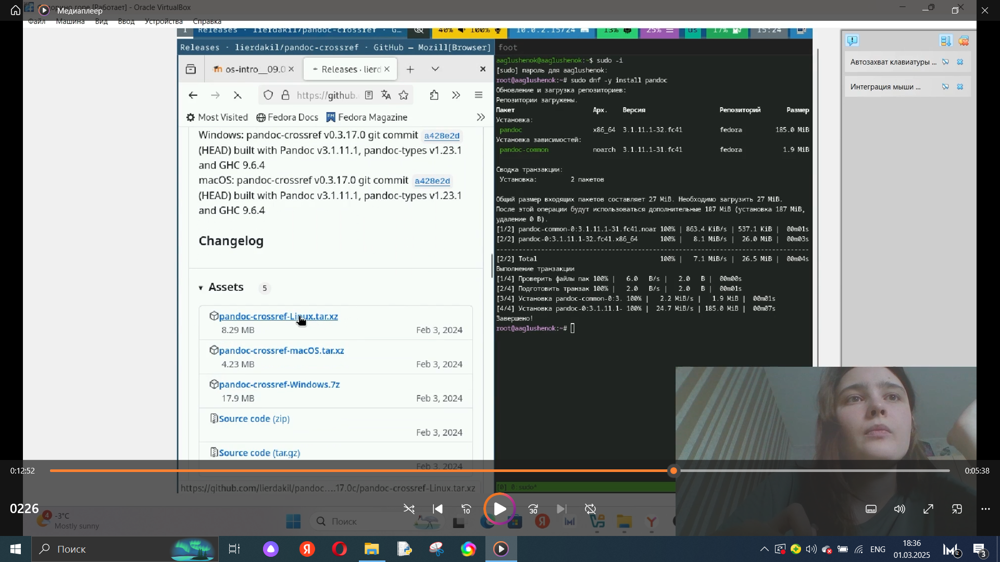 [Работает] - Oracle VirtualBox
Медиаплеер
Файл Машина Вид Ввод Устройства Справка
1 Releases · lierdakil/pandoc-crossref · G… 40% 100% 10.0.2.15/24 13% 25% us 17% 15:24
Releases · lierdakil/pandoc-crossref · GitHub — Mozill[Browser]
foot
os-intro__09.0
Releases · lierd
https://github.
Most Visited Fedora Docs Fedora Magazine
Windows: pandoc-crossref v0.3.17.0 git commit a428e2d
(HEAD) built with Pandoc v3.1.11.1, pandoc-types v1.23.1
and GHC 9.6.4
macOS: pandoc-crossref v0.3.17.0 git commit a428e2d
(HEAD) built with Pandoc v3.1.11.1, pandoc-types v1.23.1
and GHC 9.6.4
Changelog
Assets 5
pandoc-crossref-Linux.tar.xz
8.29 MB Feb 3, 2024
pandoc-crossref-macOS.tar.xz
4.23 MB Feb 3, 2024
pandoc-crossref-Windows.7z
17.9 MB Feb 3, 2024
Source code (zip)
Feb 3, 2024
Source code (tar.gz)
Feb 3, 2024
https://github.com/lierdakil/pandoc….17.0c/pandoc-crossref-Linux.tar.xz
aaglushenok@aaglushenok:~$ sudo -i
[sudo] пароль для aaglushenok:
root@aaglushenok:~# sudo dnf -y install pandoc
Обновление и загрузка репозиториев:
Репозитории загружены.
Пакет Арх. Версия Репозиторий Размер
Установка:
pandoc x86_64 3.1.11.1-32.fc41 fedora 185.0 MiB
Установка зависимостей:
pandoc-common noarch 3.1.11.1-31.fc41 fedora 1.9 MiB
Сводка транзакции:
Установка: 2 пакетов
Общий размер входящих пакетов составляет 27 MiB. Необходимо загрузить 27 MiB.
После этой операции будут использоваться дополнительные 187 MiB (установка 187 MiB,
удаление 0 B).
[1/2] pandoc-common-0:3.1.11.1-31.fc41.noar 100% | 863.4 KiB/s | 537.1 KiB | 00m01s
[2/2] pandoc-0:3.1.11.1-32.fc41.x86_64 100% | 8.1 MiB/s | 26.0 MiB | 00m03s
--------------------------------------------------------------------------------
[2/2] Total 100% | 7.1 MiB/s | 26.5 MiB | 00m04s
Выполнение транзакции
[1/4] Проверить файлы пак 100% | 6.0 B/s | 2.0 B | 00m00s
[2/4] Подготовить транзак 100% | 2.0 B/s | 2.0 B | 00m01s
[3/4] Установка pandoc-common-0:3. 100% | 2.2 MiB/s | 1.9 MiB | 00m01s
[4/4] Установка pandoc-0:3.1.11.1- 100% | 24.7 MiB/s | 185.0 MiB | 00m07s
Завершено!
root@aaglushenok:~#
[0] 0:sudo*
Автозахват клавиатуры ...
Интеграция мыши ...
0:12:52
0:05:38
0226
10
30
4
-3°C
Mostly sunny
Поиск
Поиск
ENG
18:36
01.03.2025
2
3